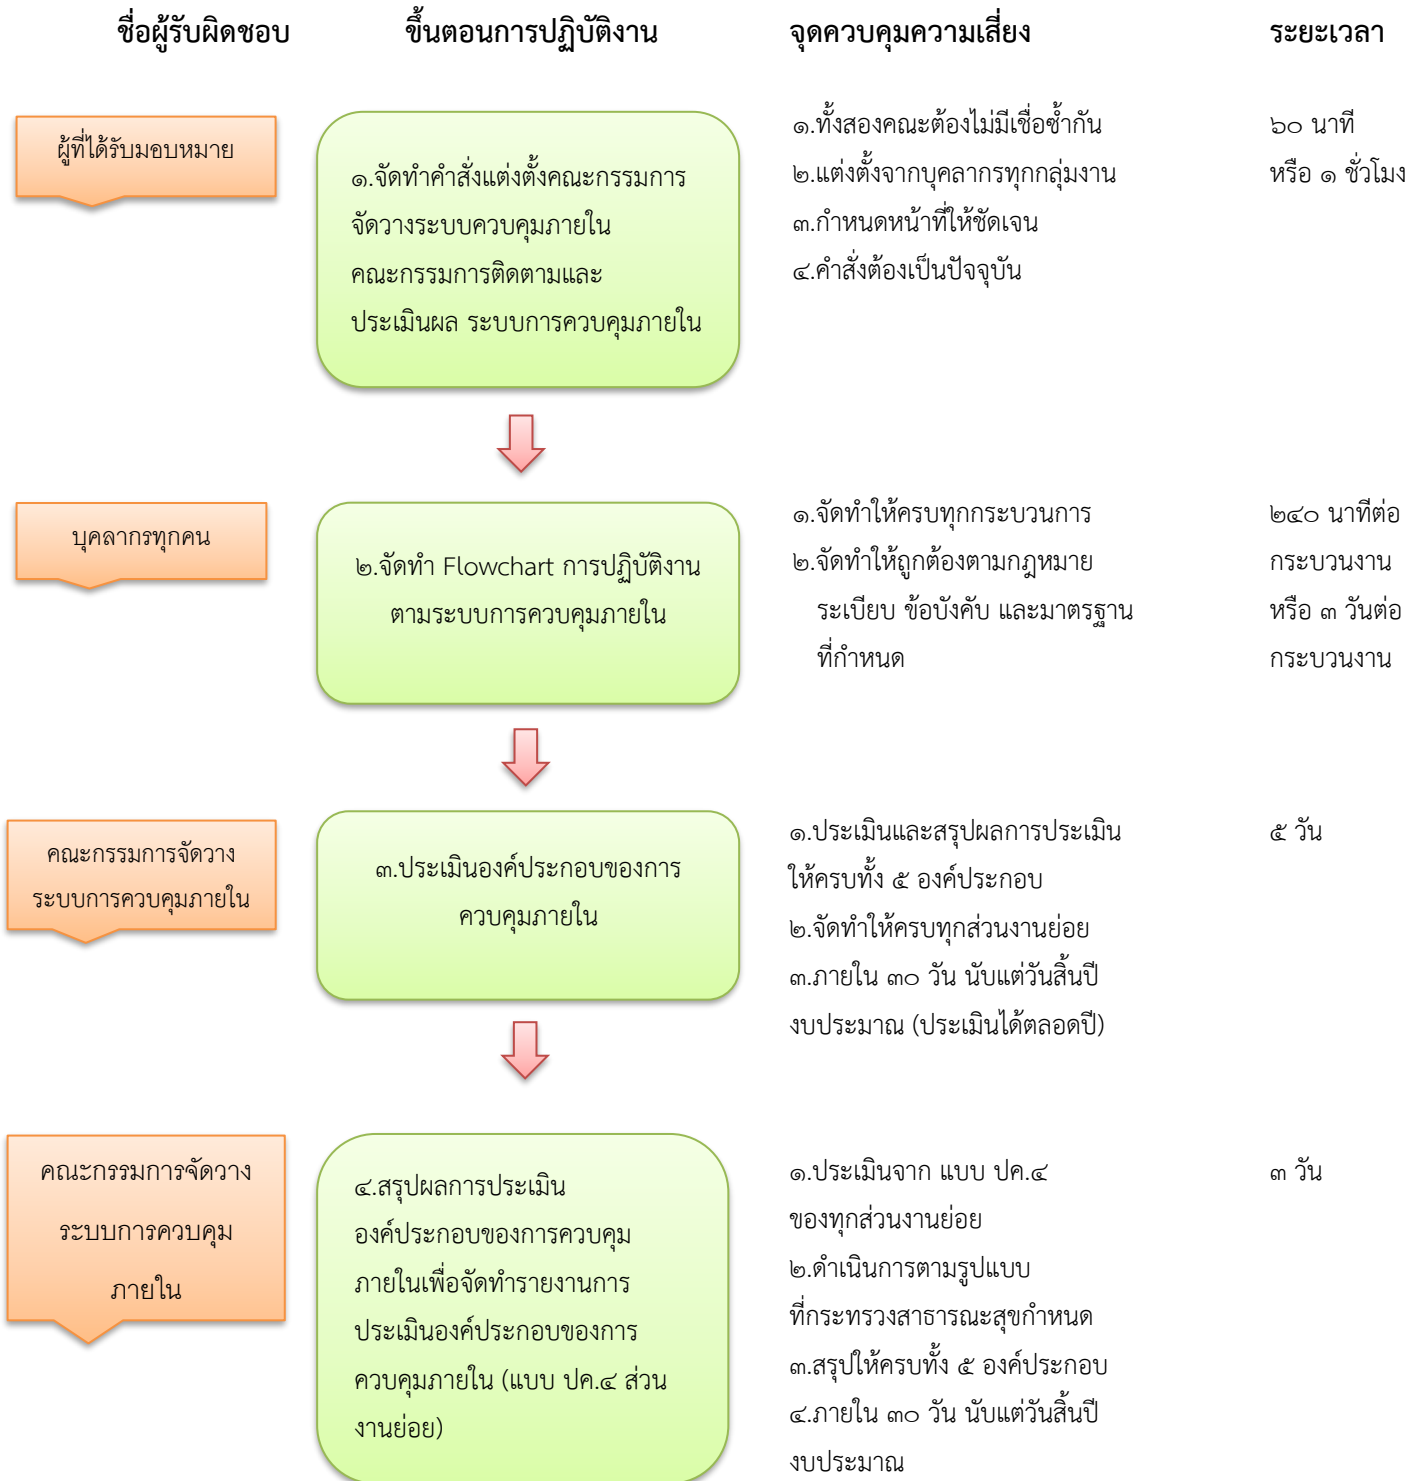 ชื่อผู้รับผิดชอบ ขึ้นตอนการปฏิบัติงาน จุดควบคุมความเสี่ยง ระยะเวลา
ผู้ที่ได้รับมอบหมาย
๑.จัดทำคำสั่งแต่งตั้งคณะกรรมการ
จัดวางระบบควบคุมภายใน
คณะกรรมการติดตามและ
ประเมินผล ระบบการควบคุมภายใน
๑.ทั้งสองคณะต้องไม่มีเชื่อซ้ำกัน
๒.แต่งตั้งจากบุคลากรทุกกลุ่มงาน
๓.กำหนดหน้าที่ให้ชัดเจน
๔.คำสั่งต้องเป็นปัจจุบัน
๖๐ นาที
หรือ ๑ ชั่วโมง
บุคลากรทุกคน
๒.จัดทำ Flowchart การปฏิบัติงาน
ตามระบบการควบคุมภายใน
๑.จัดทำให้ครบทุกกระบวนการ
๒.จัดทำให้ถูกต้องตามกฎหมาย
ระเบียบ ข้อบังคับ และมาตรฐาน
ที่กำหนด
๒๔๐ นาทีต่อ
กระบวนงาน
หรือ ๓ วันต่อ
กระบวนงาน
คณะกรรมการจัดวาง
ระบบการควบคุมภายใน
๓.ประเมินองค์ประกอบของการ
ควบคุมภายใน
๑.ประเมินและสรุปผลการประเมิน
ให้ครบทั้ง ๕ องค์ประกอบ
๒.จัดทำให้ครบทุกส่วนงานย่อย
๓.ภายใน ๓๐ วัน นับแต่วันสิ้นปี
งบประมาณ (ประเมินได้ตลอดปี)
๕ วัน
คณะกรรมการจัดวาง
ระบบการควบคุม
ภายใน
๔.สรุปผลการประเมิน
องค์ประกอบของการควบคุม
ภายในเพื่อจัดทำรายงานการ
ประเมินองค์ประกอบของการ
ควบคุมภายใน (แบบ ปค.๔ ส่วน
งานย่อย)
๑.ประเมินจาก แบบ ปค.๔
ของทุกส่วนงานย่อย
๒.ดำเนินการตามรูปแบบ
ที่กระทรวงสาธารณะสุขกำหนด
๓.สรุปให้ครบทั้ง ๕ องค์ประกอบ
๔.ภายใน ๓๐ วัน นับแต่วันสิ้นปี
งบประมาณ
๓ วัน